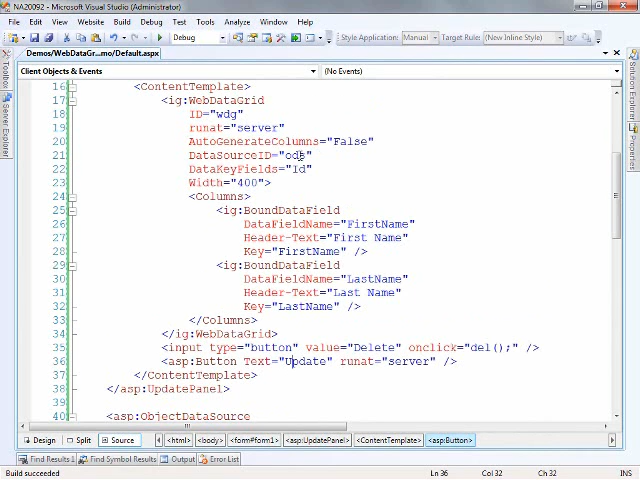 NA20092 - Microsoft Visual Studio (Administrator)
File Edit View Website Build Debug Tools Analyze Window Help
Debug Style Application: Manual Target Rule: (New Inline Style)
Demos/WebDataGr...mo/Default.aspx
Client Objects & Events (No Events)
16 <ContentTemplate>
17 <ig:WebDataGrid
18 ID="wdg"
19 runat="server"
20 AutoGenerateColumns="False"
21 DataSourceID="ods"
22 DataKeyFields="Id"
23 Width="400">
24 <Columns>
25 <ig:BoundDataField
26 DataFieldName="FirstName"
27 Header-Text="First Name"
28 Key="FirstName" />
29 <ig:BoundDataField
30 DataFieldName="LastName"
31 Header-Text="Last Name"
32 Key="LastName" />
33 </Columns>
34 </ig:WebDataGrid>
35 <input type="button" value="Delete" onclick="del();" />
36 <asp:Button Text="Update" runat="server" />
37 </ContentTemplate>
38 </asp:UpdatePanel>
39
40 <asp:ObjectDataSource
Toolbox
Server Explorer
Solution Explorer
Properties
Design Split Source <html> <body> <form#form1> <asp:UpdatePanel> <ContentTemplate> <asp:Button>
Find Results 1 Find Symbol Results Output Error List
Build succeeded Ln 36 Col 32 Ch 32 INS